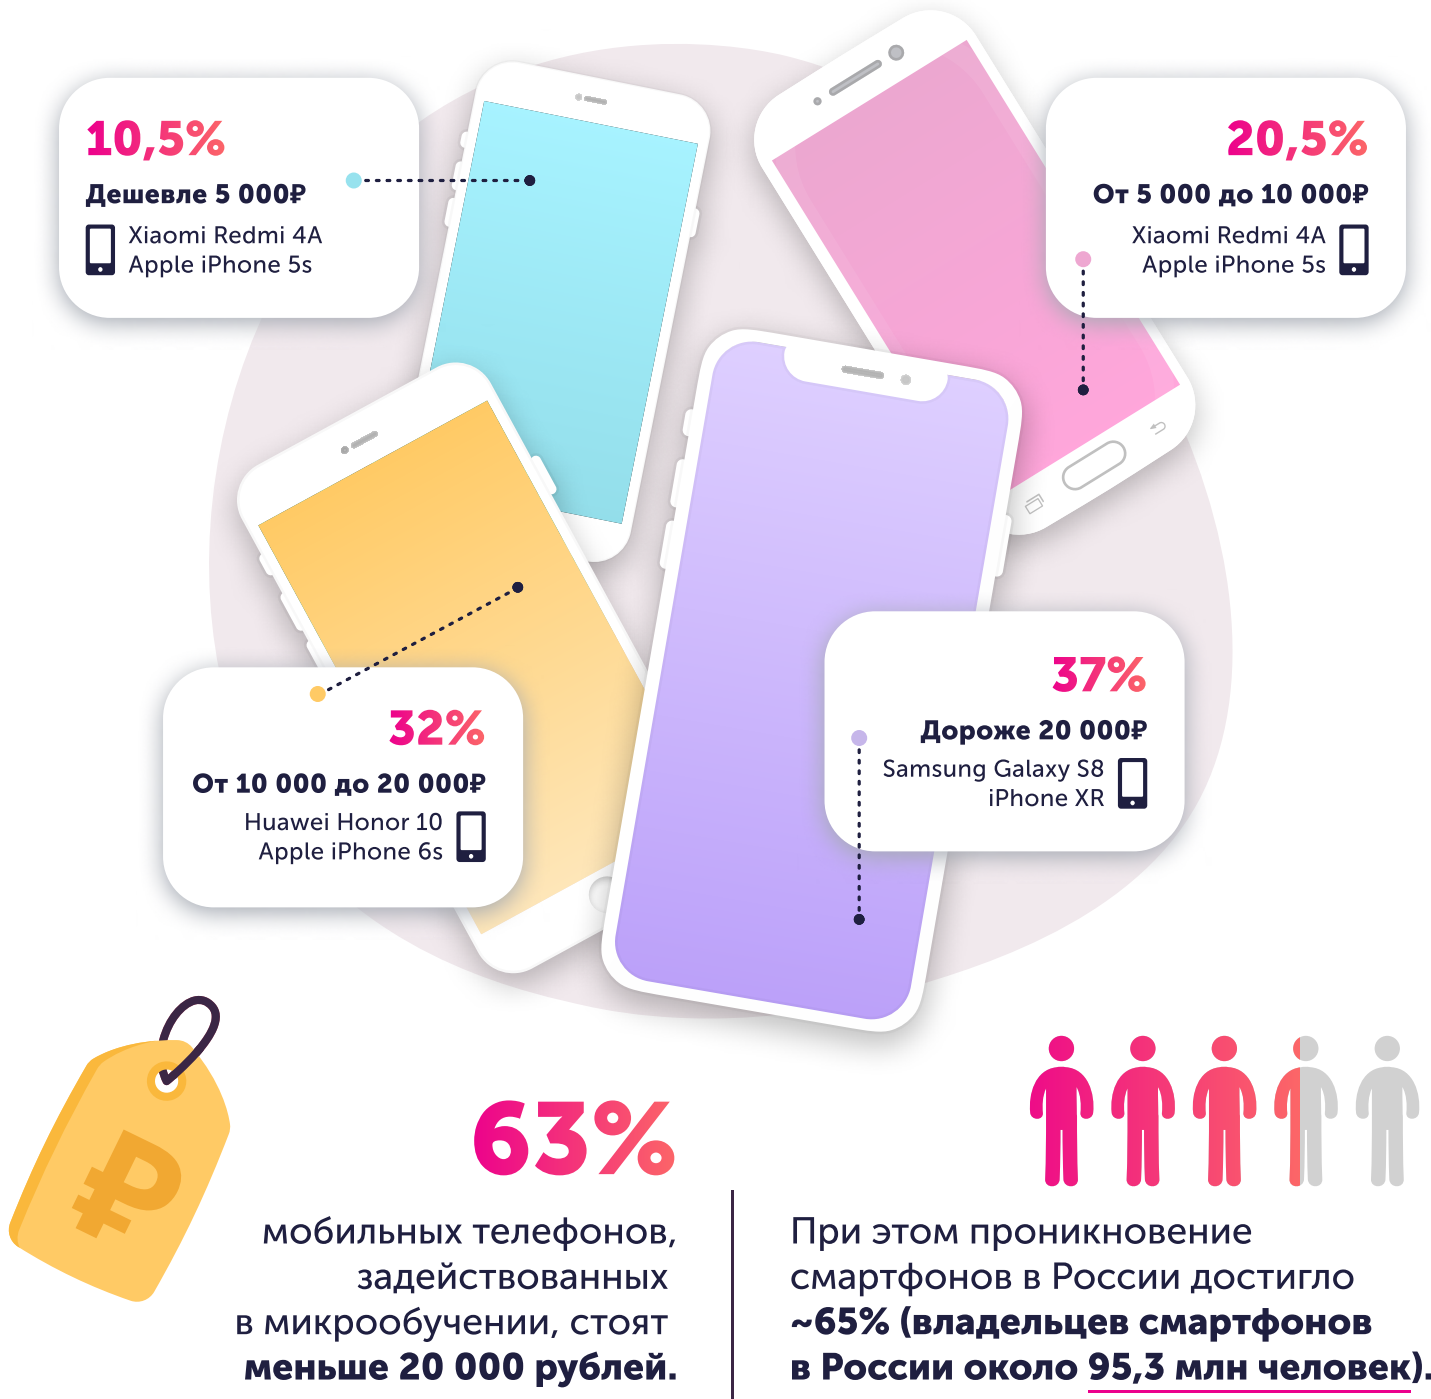 10,5%
Дешевле 5 000₽
Xiaomi Redmi 4A
Apple iPhone 5s
20,5%
От 5 000 до 10 000₽
Xiaomi Redmi 4A
Apple iPhone 5s
32%
От 10 000 до 20 000₽
Huawei Honor 10
Apple iPhone 6s
37%
Дороже 20 000₽
Samsung Galaxy S8
iPhone XR
₽
63%
мобильных телефонов,
задействованных
в микрообучении, стоят
меньше 20 000 рублей.
При этом проникновение
смартфонов в России достигло
~65% (владельцев смартфонов
в России около 95,3 млн человек).